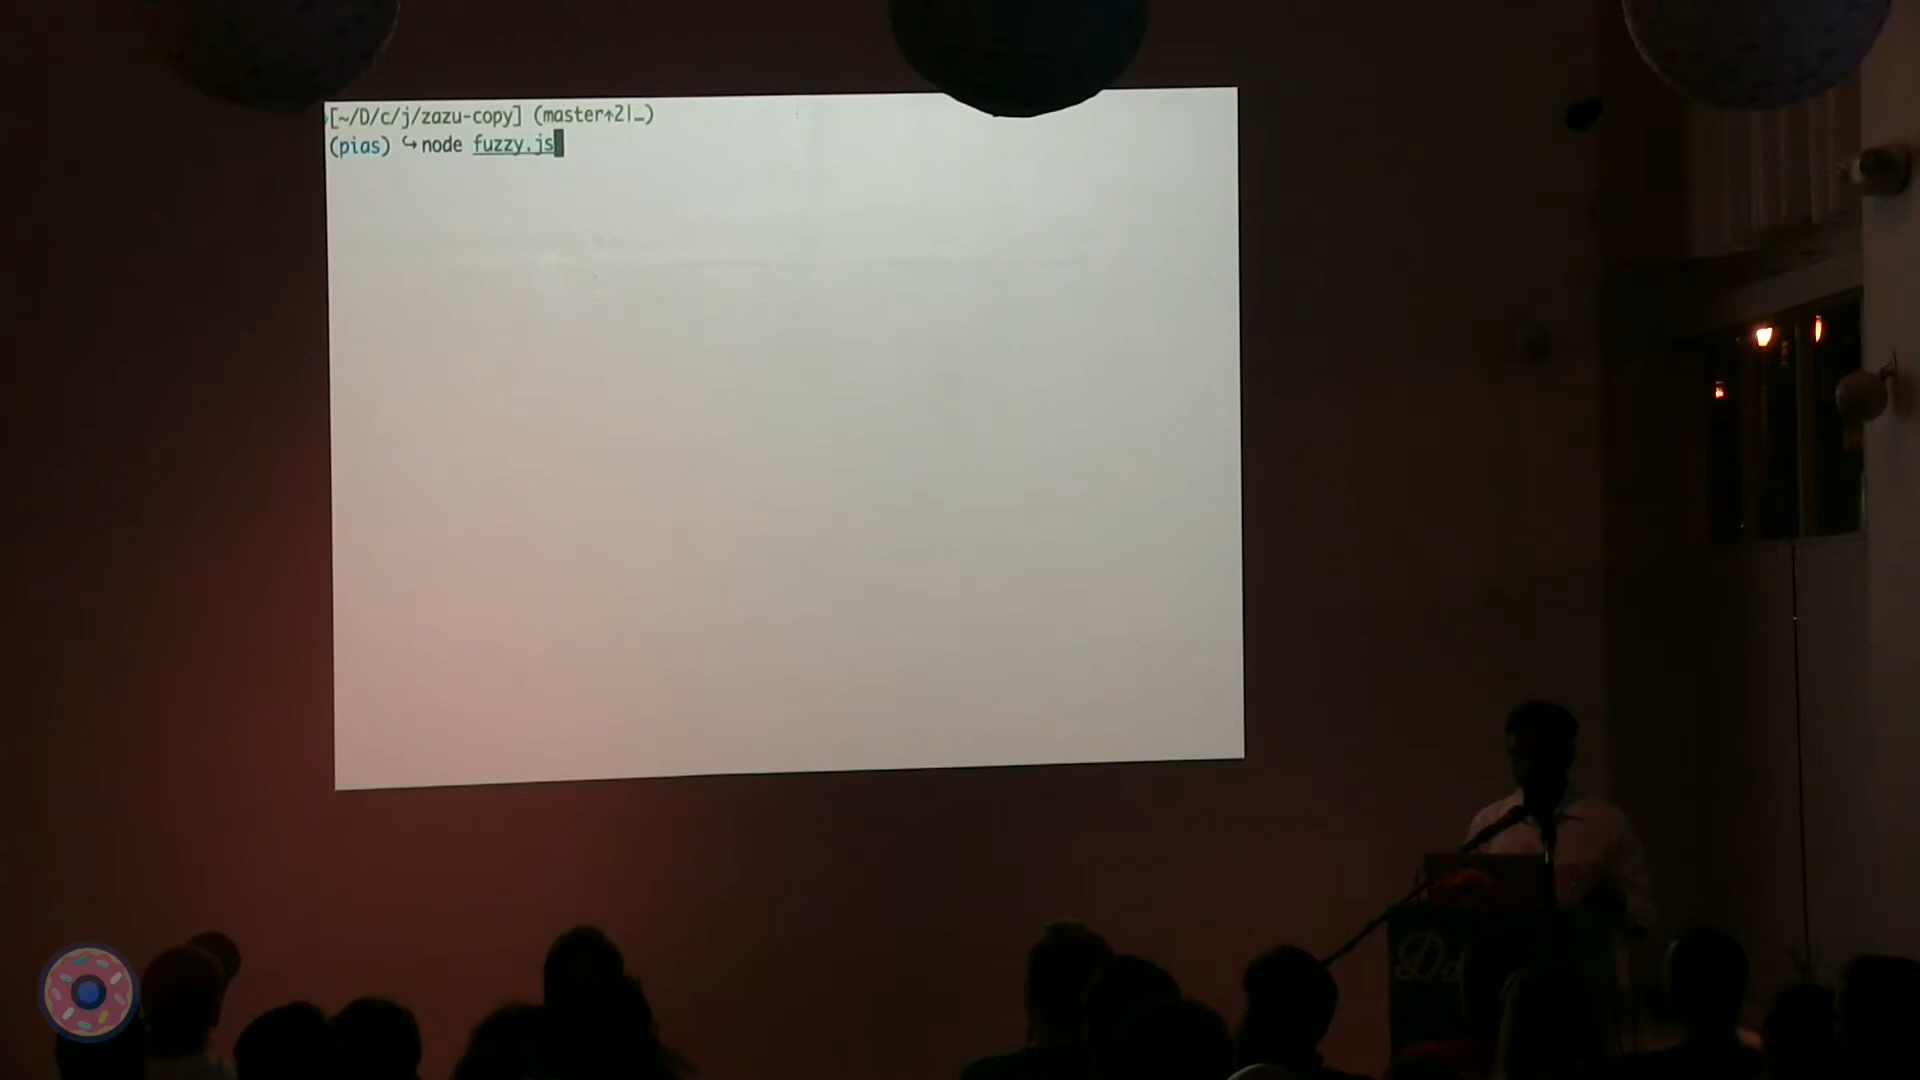 [~/D/c/j/zazu-copy] (master↑2|…)
(pias) ↪ node fuzzy.js